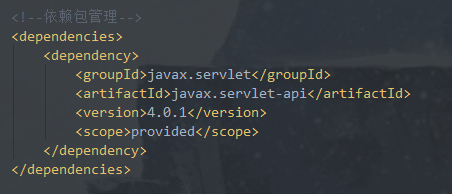 <!--依赖包管理-->
<dependencies>
    <dependency>
        <groupId>javax.servlet</groupId>
        <artifactId>javax.servlet-api</artifactId>
        <version>4.0.1</version>
        <scope>provided</scope>
    </dependency>
</dependencies>